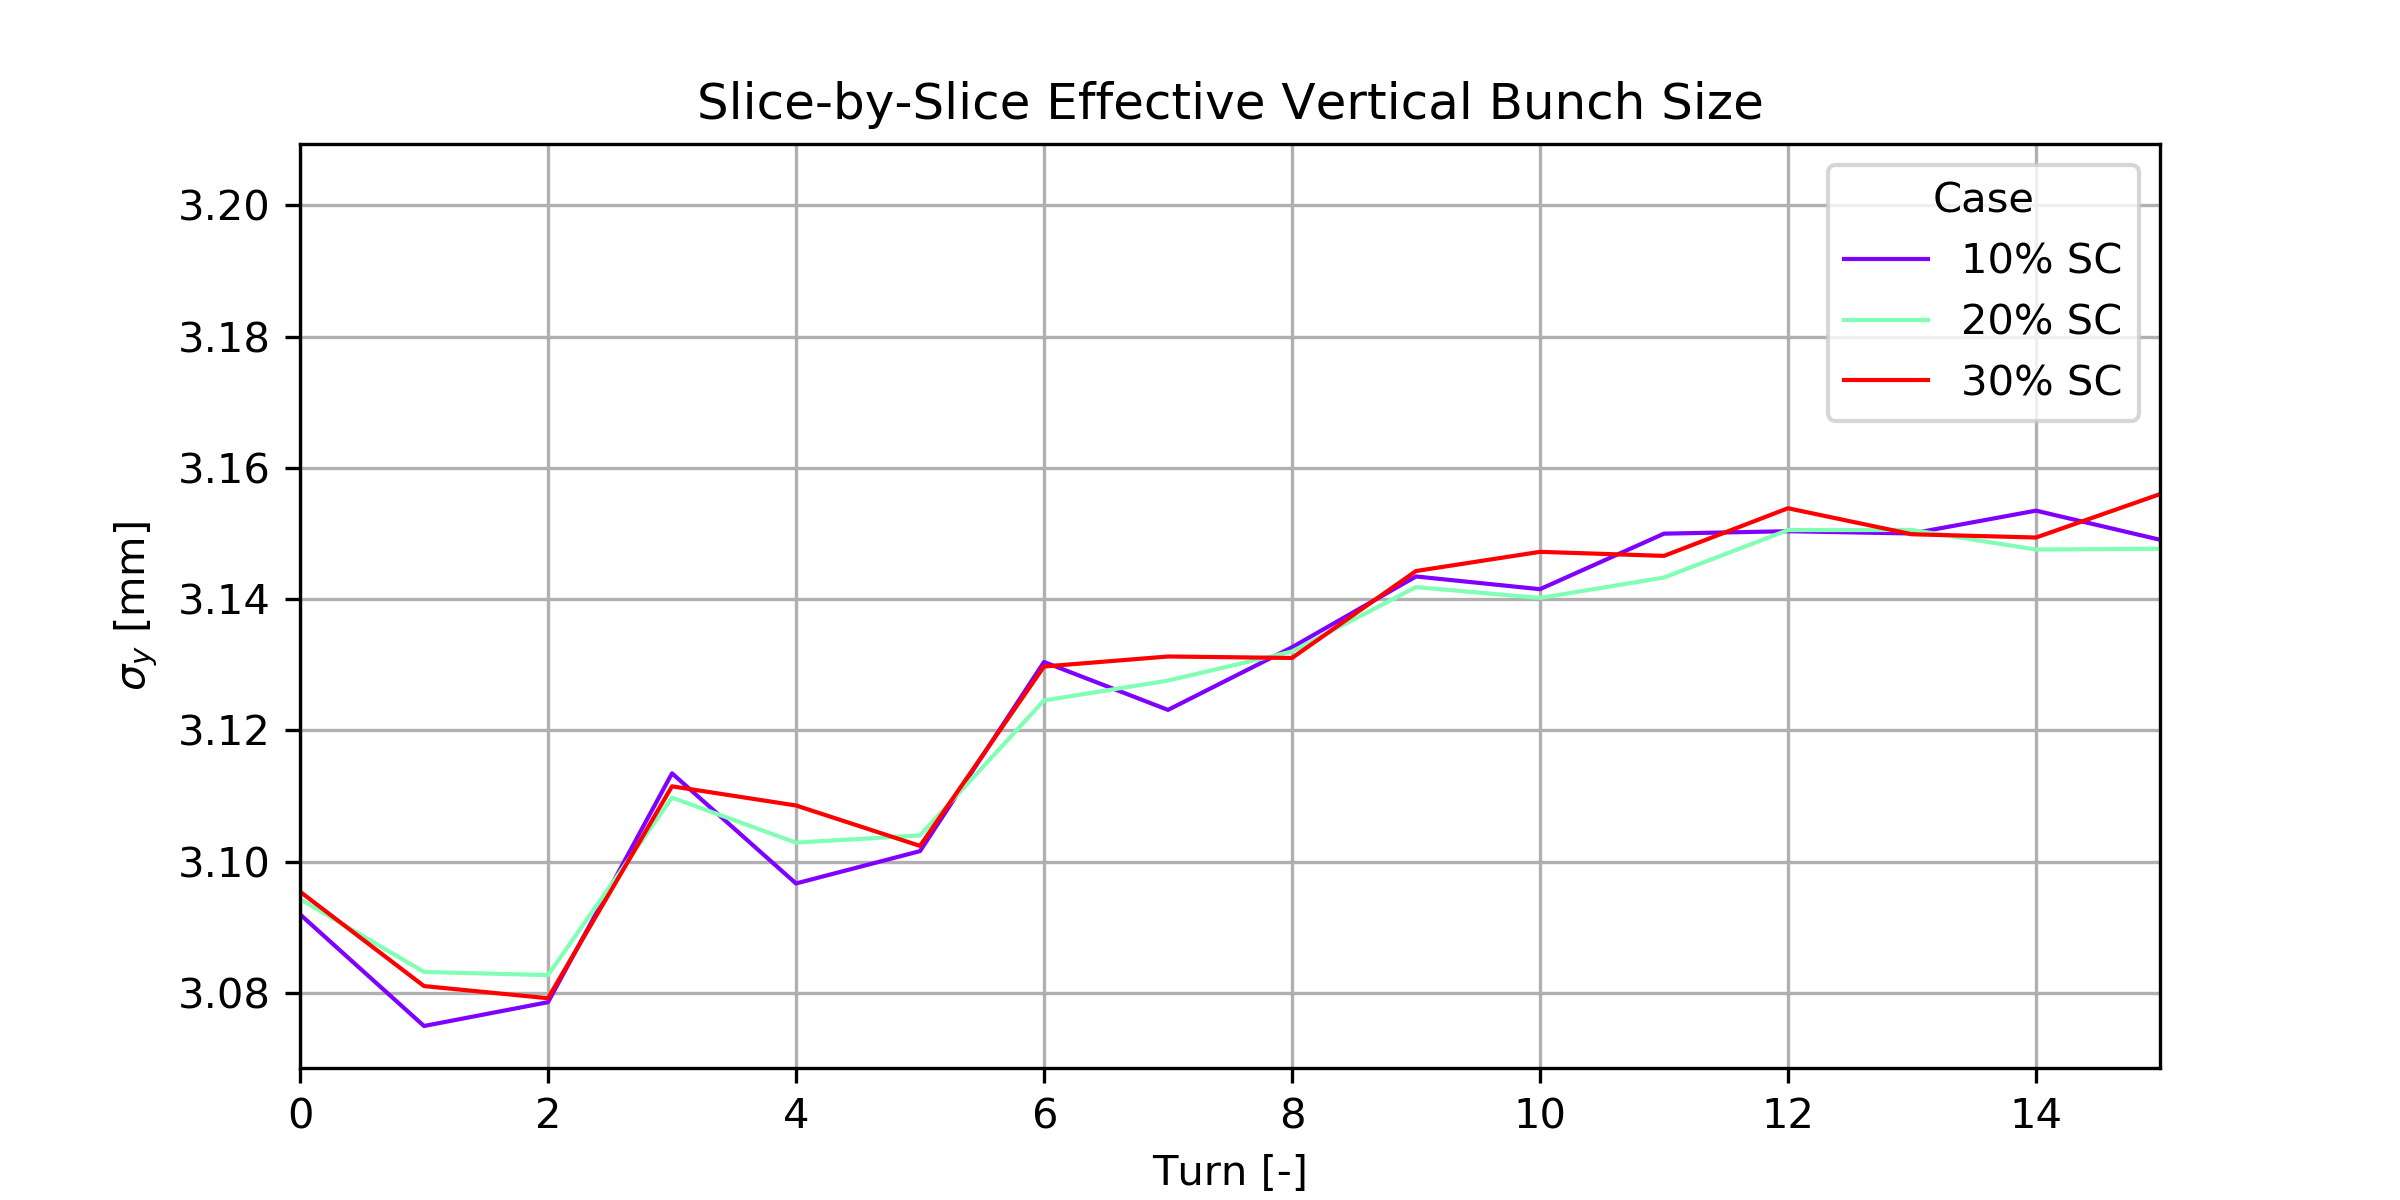 Slice-by-Slice Effective Vertical Bunch Size
Case
10% SC
20% SC
30% SC
σy [mm]
3.20
3.18
3.16
3.14
3.12
3.10
3.08
0 2 4 6 8 10 12 14
Turn [-]